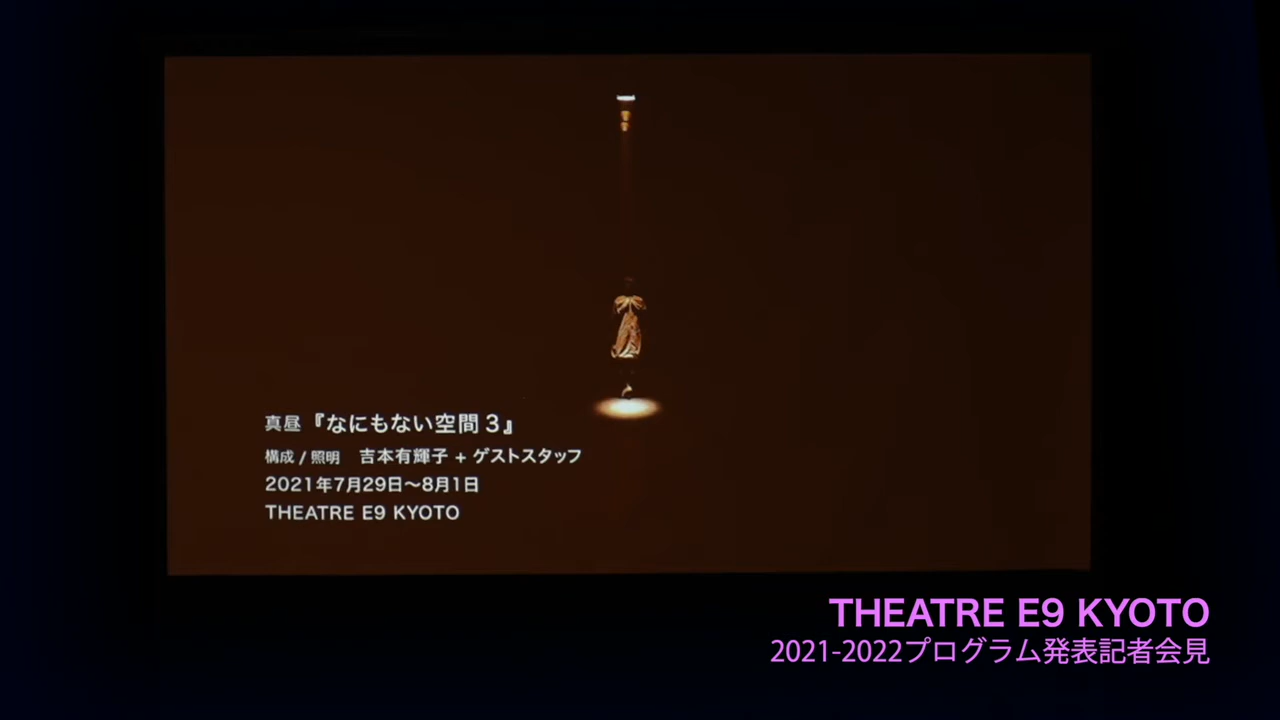 真昼『なにもない空間３』
構成 / 照明　吉本有輝子 + ゲストスタッフ
2021年7月29日～8月1日
THEATRE E9 KYOTO
THEATRE E9 KYOTO
2021-2022プログラム発表記者会見